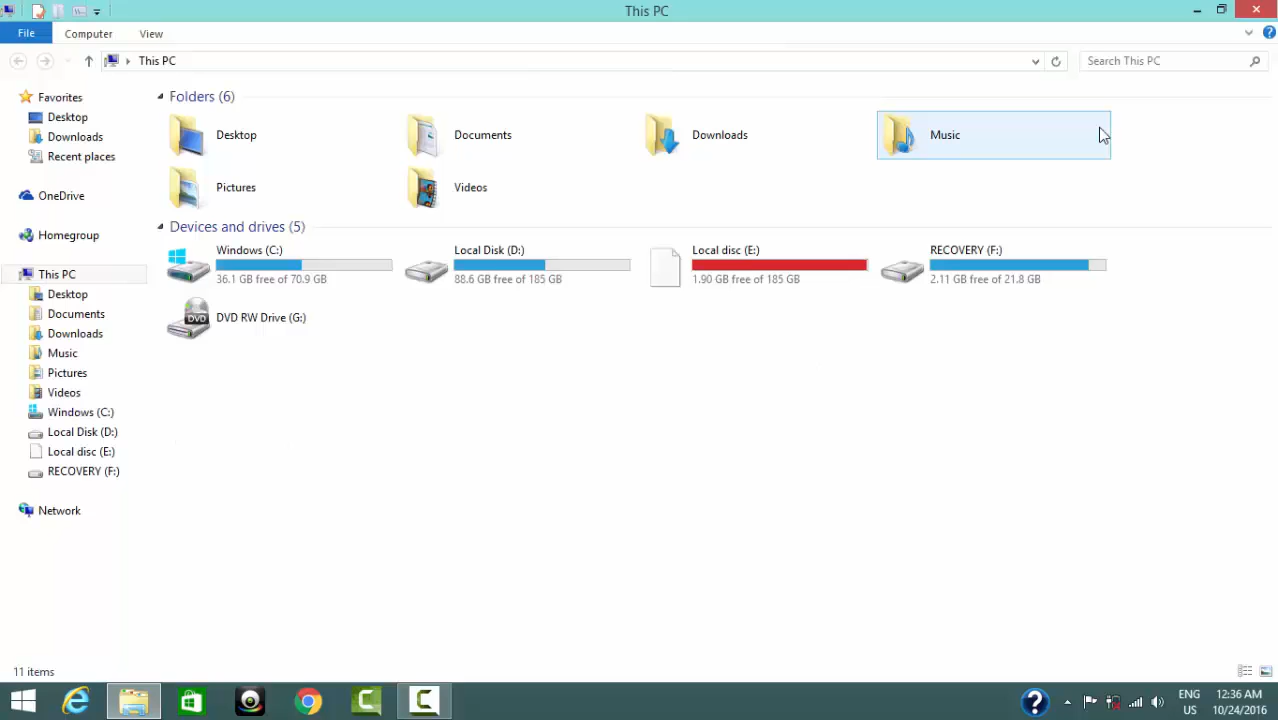 This PC
File
Computer
View
This PC
Search This PC
Favorites
Desktop
Downloads
Recent places
OneDrive
Homegroup
This PC
Desktop
Documents
Downloads
Music
Pictures
Videos
Windows (C:)
Local Disk (D:)
Local disc (E:)
RECOVERY (F:)
Network
Folders (6)
Desktop
Documents
Downloads
Music
Pictures
Videos
Devices and drives (5)
Windows (C:)
36.1 GB free of 70.9 GB
Local Disk (D:)
88.6 GB free of 185 GB
Local disc (E:)
1.90 GB free of 185 GB
RECOVERY (F:)
2.11 GB free of 21.8 GB
DVD
DVD RW Drive (G:)
11 items
ENG
US
12:36 AM
10/24/2016